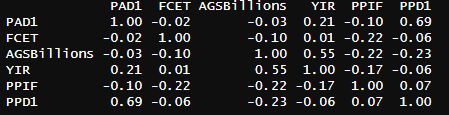 PAD1 FCET AGSBillions YIR PPIF PPD1
PAD1 1.00 -0.02 -0.03 0.21 -0.10 0.69
FCET -0.02 1.00 -0.10 0.01 -0.22 -0.06
AGSBillions -0.03 -0.10 1.00 0.55 -0.22 -0.23
YIR 0.21 0.01 0.55 1.00 -0.17 -0.06
PPIF -0.10 -0.22 -0.22 -0.17 1.00 0.07
PPD1 0.69 -0.06 -0.23 -0.06 0.07 1.00